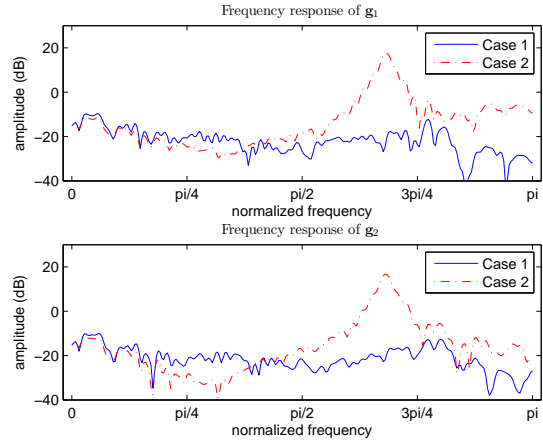 Frequency response of g1
20
0
−20
−40
amplitude (dB)
Case 1
Case 2
0
pi/4
pi/2
3pi/4
pi
normalized frequency
Frequency response of g2
20
0
−20
−40
amplitude (dB)
Case 1
Case 2
0
pi/4
pi/2
3pi/4
pi
normalized frequency